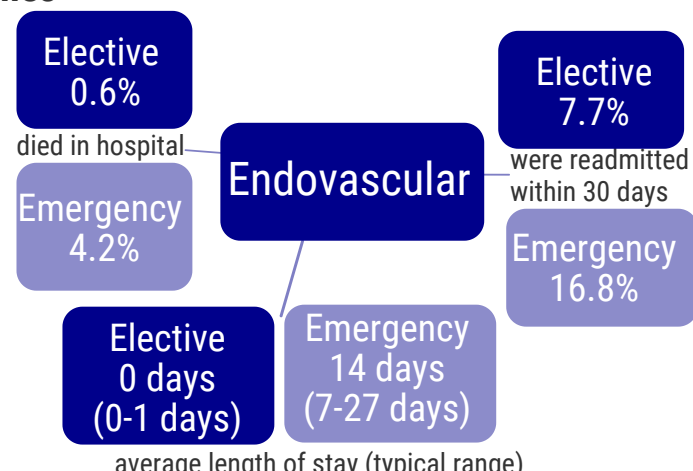 Elective
0.6%
died in hospital
Emergency
4.2%
Endovascular
Elective
7.7%
were readmitted
within 30 days
Emergency
16.8%
Elective
0 days
(0-1 days)
Emergency
14 days
(7-27 days)
average length of stay (typical range)